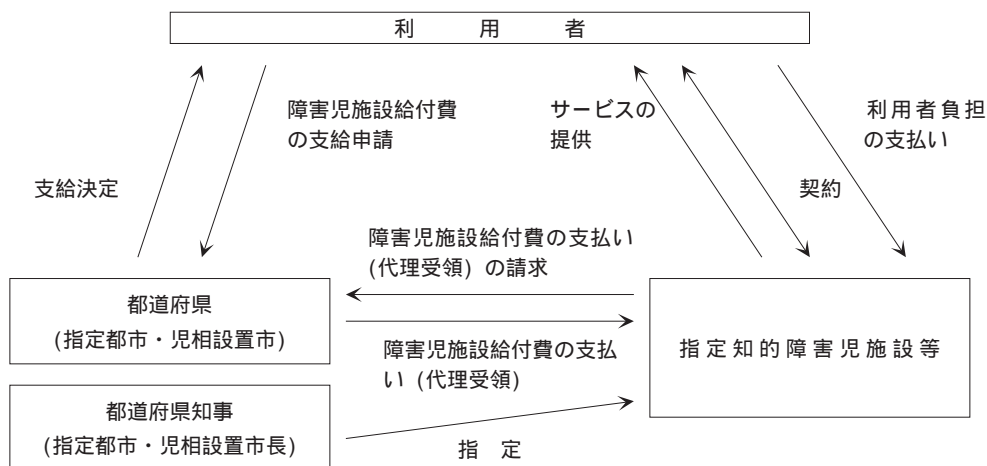 利用者
障害児施設給付費
の支給申請
サービスの
提供
利用者負担
の支払い
支給決定
契約
障害児施設給付費の支払い
(代理受領) の請求
都道府県
(指定都市・児相設置市)
指定知的障害児施設等
障害児施設給付費の支払
い (代理受領)
都道府県知事
(指定都市・児相設置市長)
指 定